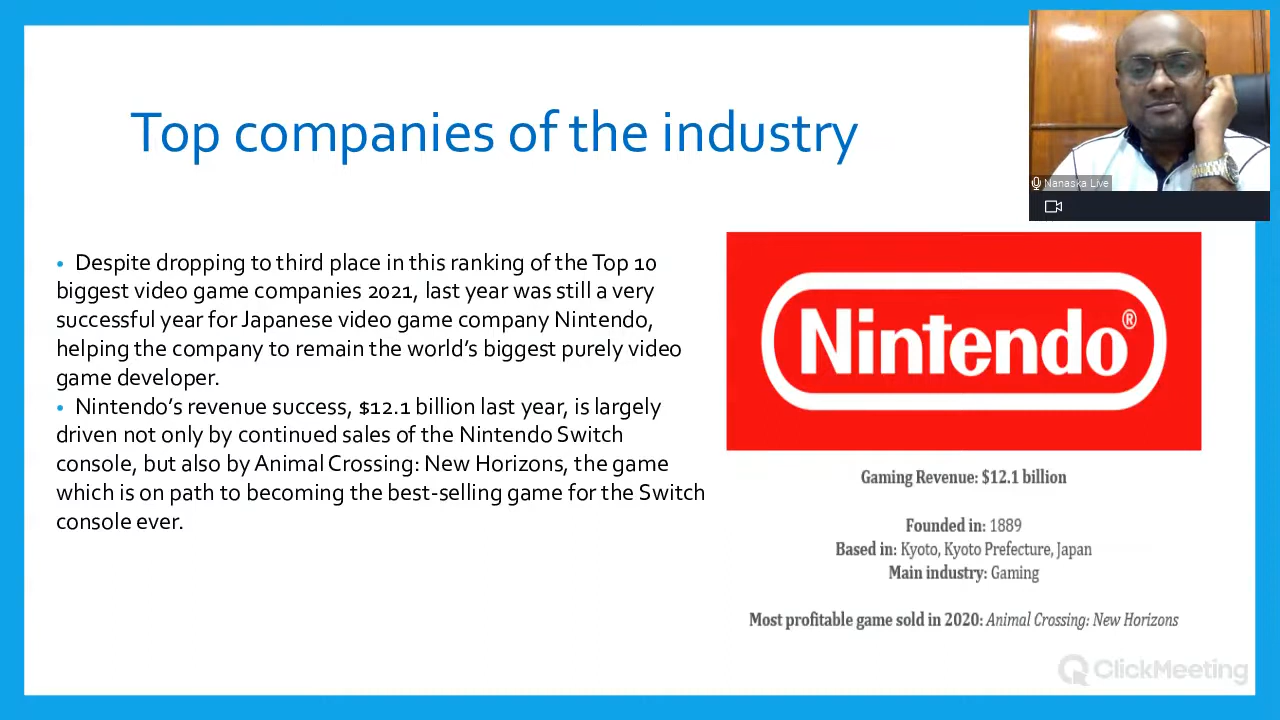 Top companies of the industry
Nanaska Live
• Despite dropping to third place in this ranking of the Top 10
biggest video game companies 2021, last year was still a very
successful year for Japanese video game company Nintendo,
helping the company to remain the world’s biggest purely video
game developer.
• Nintendo’s revenue success, $12.1 billion last year, is largely
driven not only by continued sales of the Nintendo Switch
console, but also by Animal Crossing: New Horizons, the game
which is on path to becoming the best-selling game for the Switch
console ever.
Nintendo®
Gaming Revenue: $12.1 billion
Founded in: 1889
Based in: Kyoto, Kyoto Prefecture, Japan
Main industry: Gaming
Most profitable game sold in 2020: Animal Crossing: New Horizons
ClickMeeting